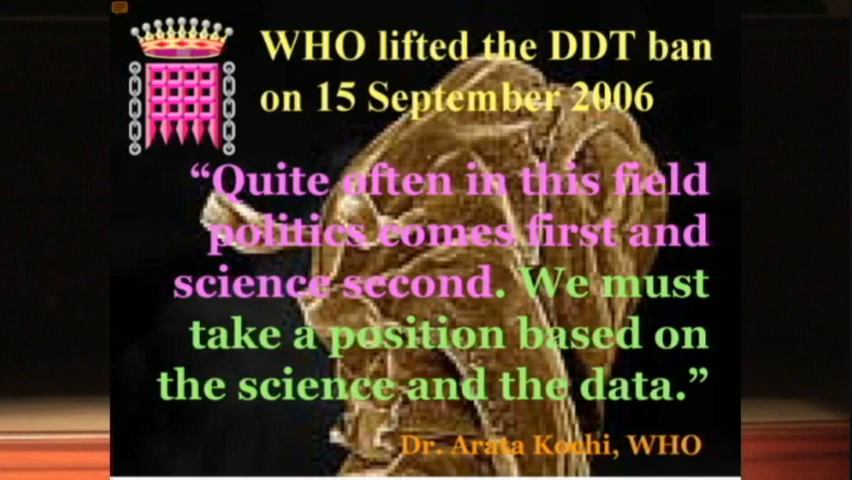 WHO lifted the DDT ban
on 15 September 2006
“Quite often in this field
politics comes first and
science second. We must
take a position based on
the science and the data.”
Dr. Arata Kochi, WHO